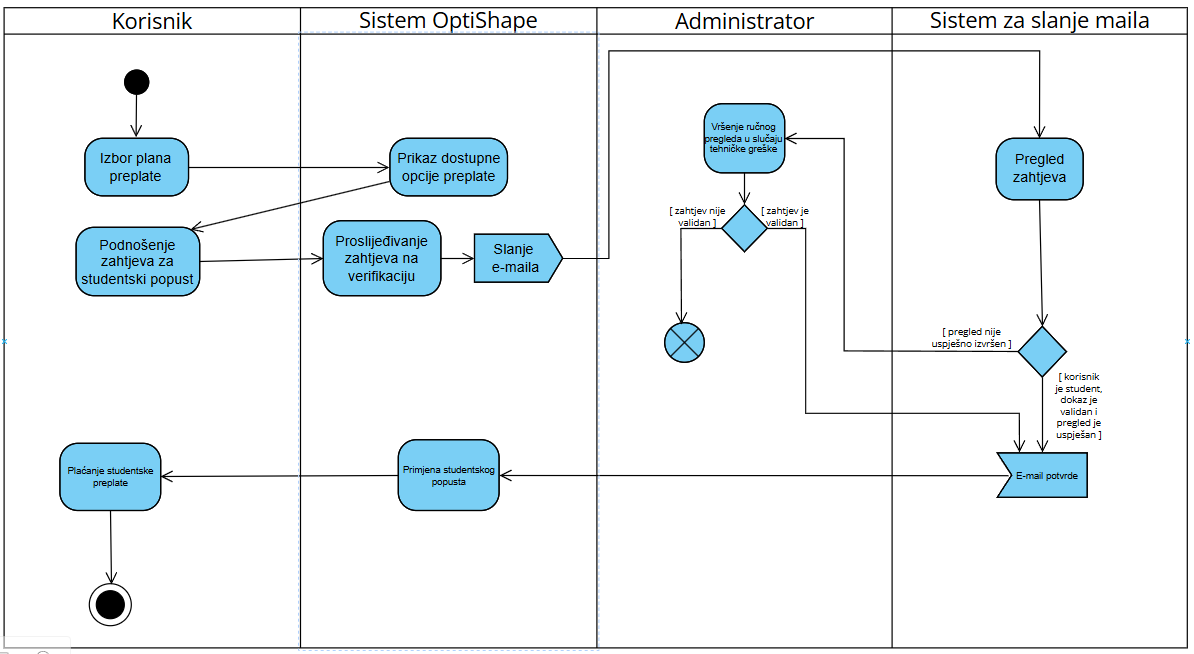 Korisnik
Sistem OptiShape
Administrator
Sistem za slanje maila
Izbor plana
preplate
Prikaz dostupne
opcije preplate
Vršenje ručnog
pregleda u slučaju
tehničke greške
Pregled
zahtjeva
[ zahtjev nije
validan ]
[ zahtjev je
validan ]
Podnošenje
zahtjeva za
studentski popust
Proslijeđivanje
zahtjeva na
verifikaciju
Slanje
e-maila
[ pregled nije
uspješno izvršen ]
[ korisnik
je student,
dokaz je
validan i
pregled je
uspješan ]
Plaćanje studentske
preplate
Primjena studentskog
popusta
E-mail potvrde